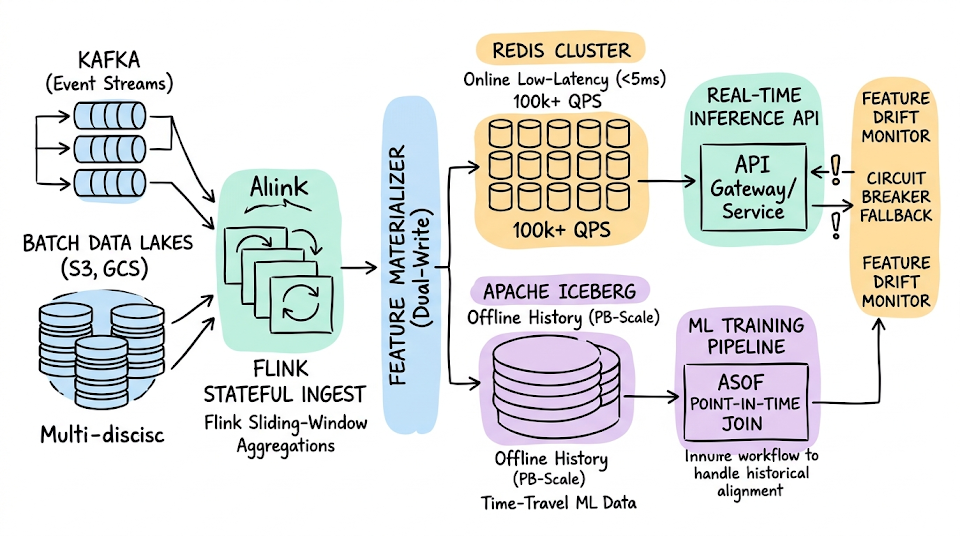 KAFKA
(Event Streams)
BATCH DATA LAKES
(S3, GCS)
Multi-discisc
Alink
FLINK
STATEFUL INGEST
Flink Sliding-Window
Aggregations
FEATURE MATERIALIZER
(Dual-Write)
REDIS CLUSTER
Online Low-Latency (<5ms)
100k+ QPS
100k+ QPS
APACHE ICEBERG
Offline History (PB-Scale)
Offline History
(PB-Scale)
Time-Travel ML Data
REAL-TIME
INFERENCE API
API
Gateway/
Service
!
!
ML TRAINING
PIPELINE
ASOF
POINT-IN-TIME
JOIN
workflow to
handle historical
alignment
FEATURE
DRIFT
MONITOR
CIRCUIT
BREAKER
FALLBACK
FEATURE
DRIFT
MONITOR